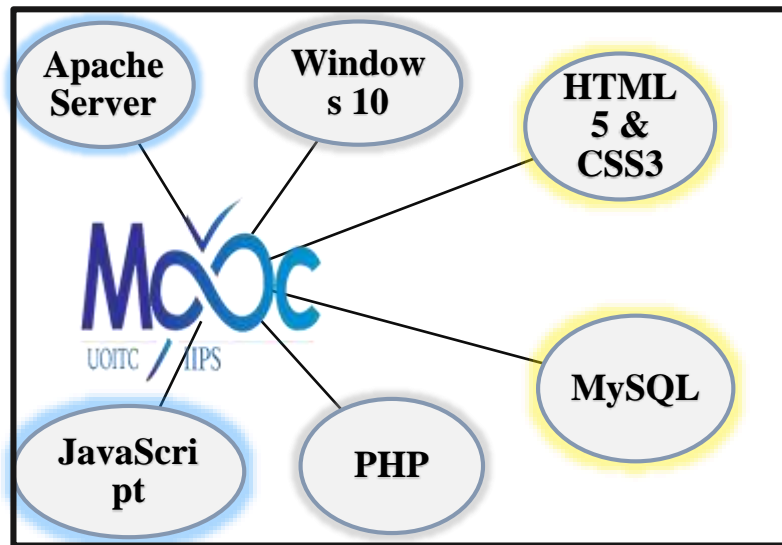 Apache
Server
Window
s 10
HTML
5 &
CSS3
MOOC
UOITC / IIPS
MySQL
JavaScri
pt
PHP